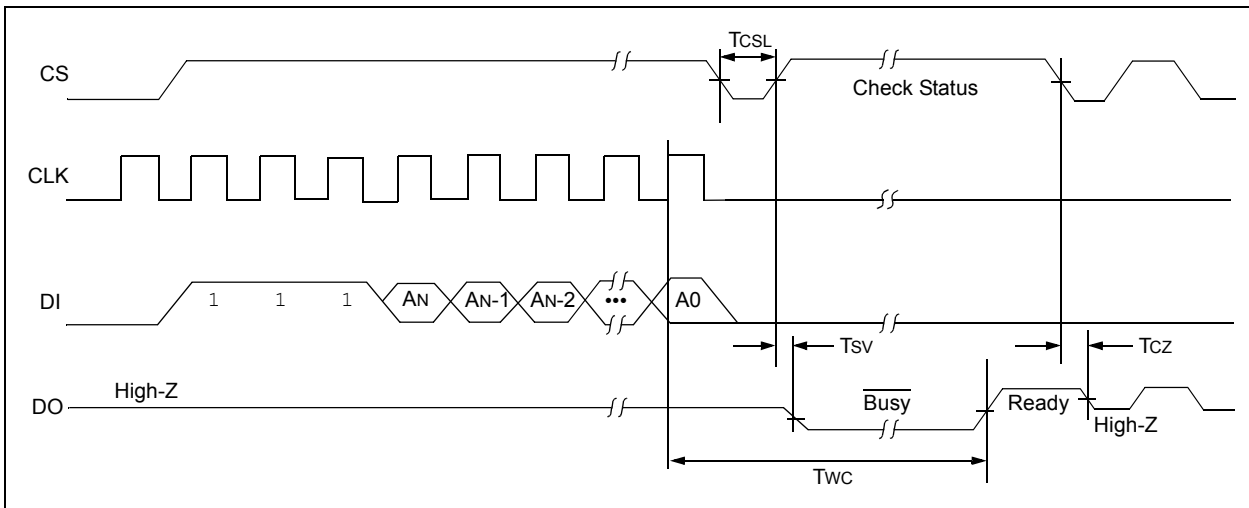 TCSL
CS
Check Status
CLK
DI
1 1 1 AN AN-1 AN-2 ••• A0
TSV
TCZ
High-Z
DO
Busy
Ready
High-Z
TWC